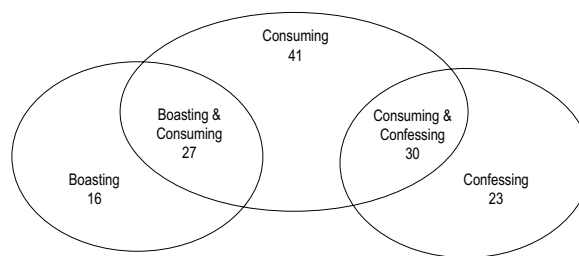 Consuming
41
Boasting &
Consuming
27
Consuming &
Confessing
30
Boasting
16
Confessing
23